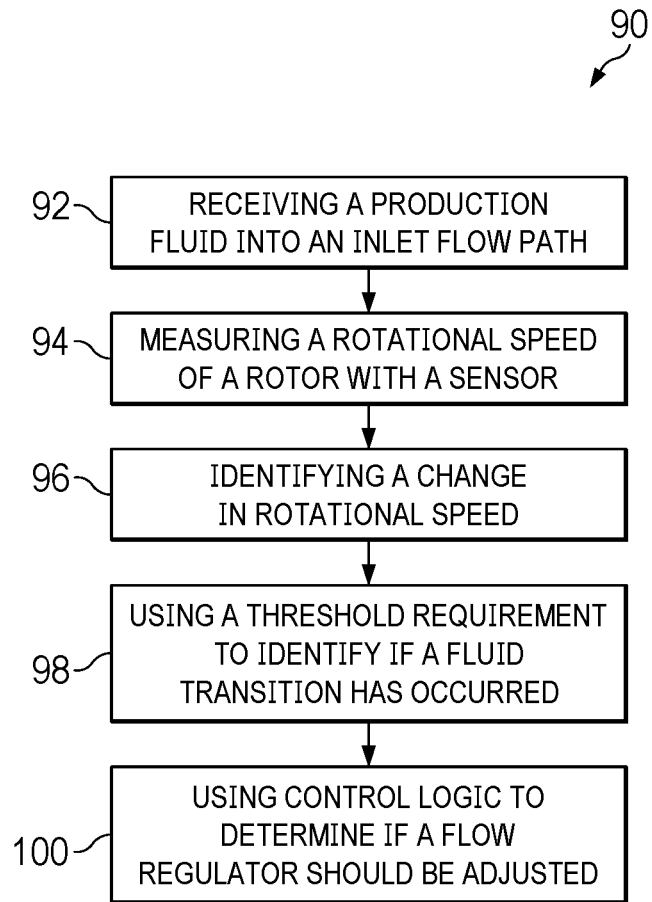 90
92
RECEIVING A PRODUCTION
FLUID INTO AN INLET FLOW PATH
94
MEASURING A ROTATIONAL SPEED
OF A ROTOR WITH A SENSOR
96
IDENTIFYING A CHANGE
IN ROTATIONAL SPEED
98
USING A THRESHOLD REQUIREMENT
TO IDENTIFY IF A FLUID
TRANSITION HAS OCCURRED
100
USING CONTROL LOGIC TO
DETERMINE IF A FLOW
REGULATOR SHOULD BE ADJUSTED